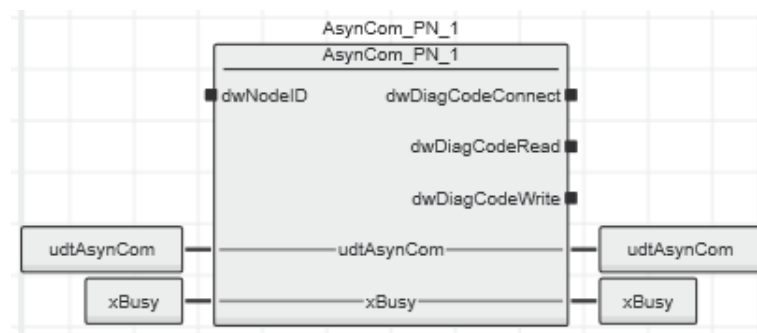 AsynCom_PN_1
AsynCom_PN_1
dwNodeID dwDiagCodeConnect
dwDiagCodeRead
dwDiagCodeWrite
udtAsynCom udtAsynCom udtAsynCom
xBusy xBusy xBusy